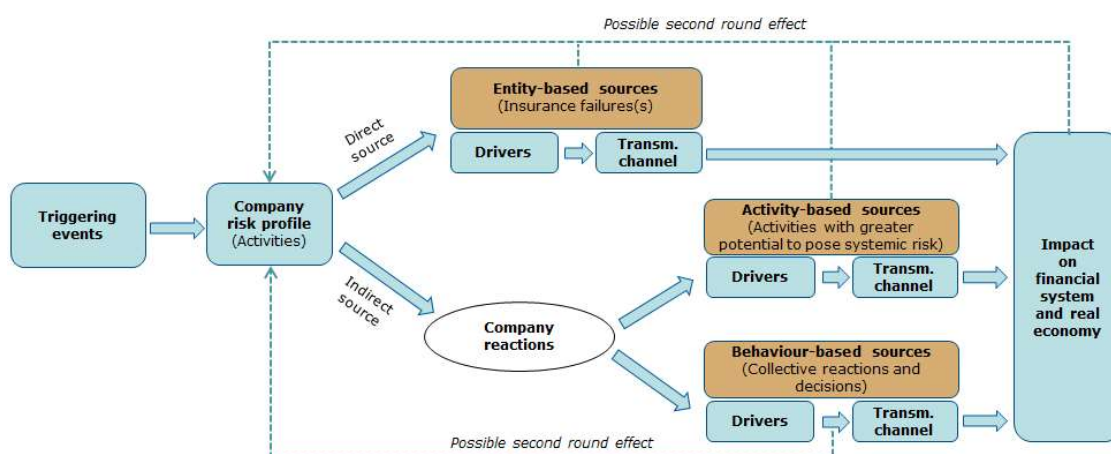 Possible second round effect
Entity-based sources
(Insurance failures(s)
Direct
source
Drivers
Transm.
channel
Triggering
events
Company
risk profile
(Activities)
Activity-based sources
(Activities with greater
potential to pose systemic risk)
Drivers
Transm.
channel
Impact
on
financial
system
and real
economy
Indirect
source
Company
reactions
Behaviour-based sources
(Collective reactions and
decisions)
Drivers
Transm.
channel
Possible second round effect